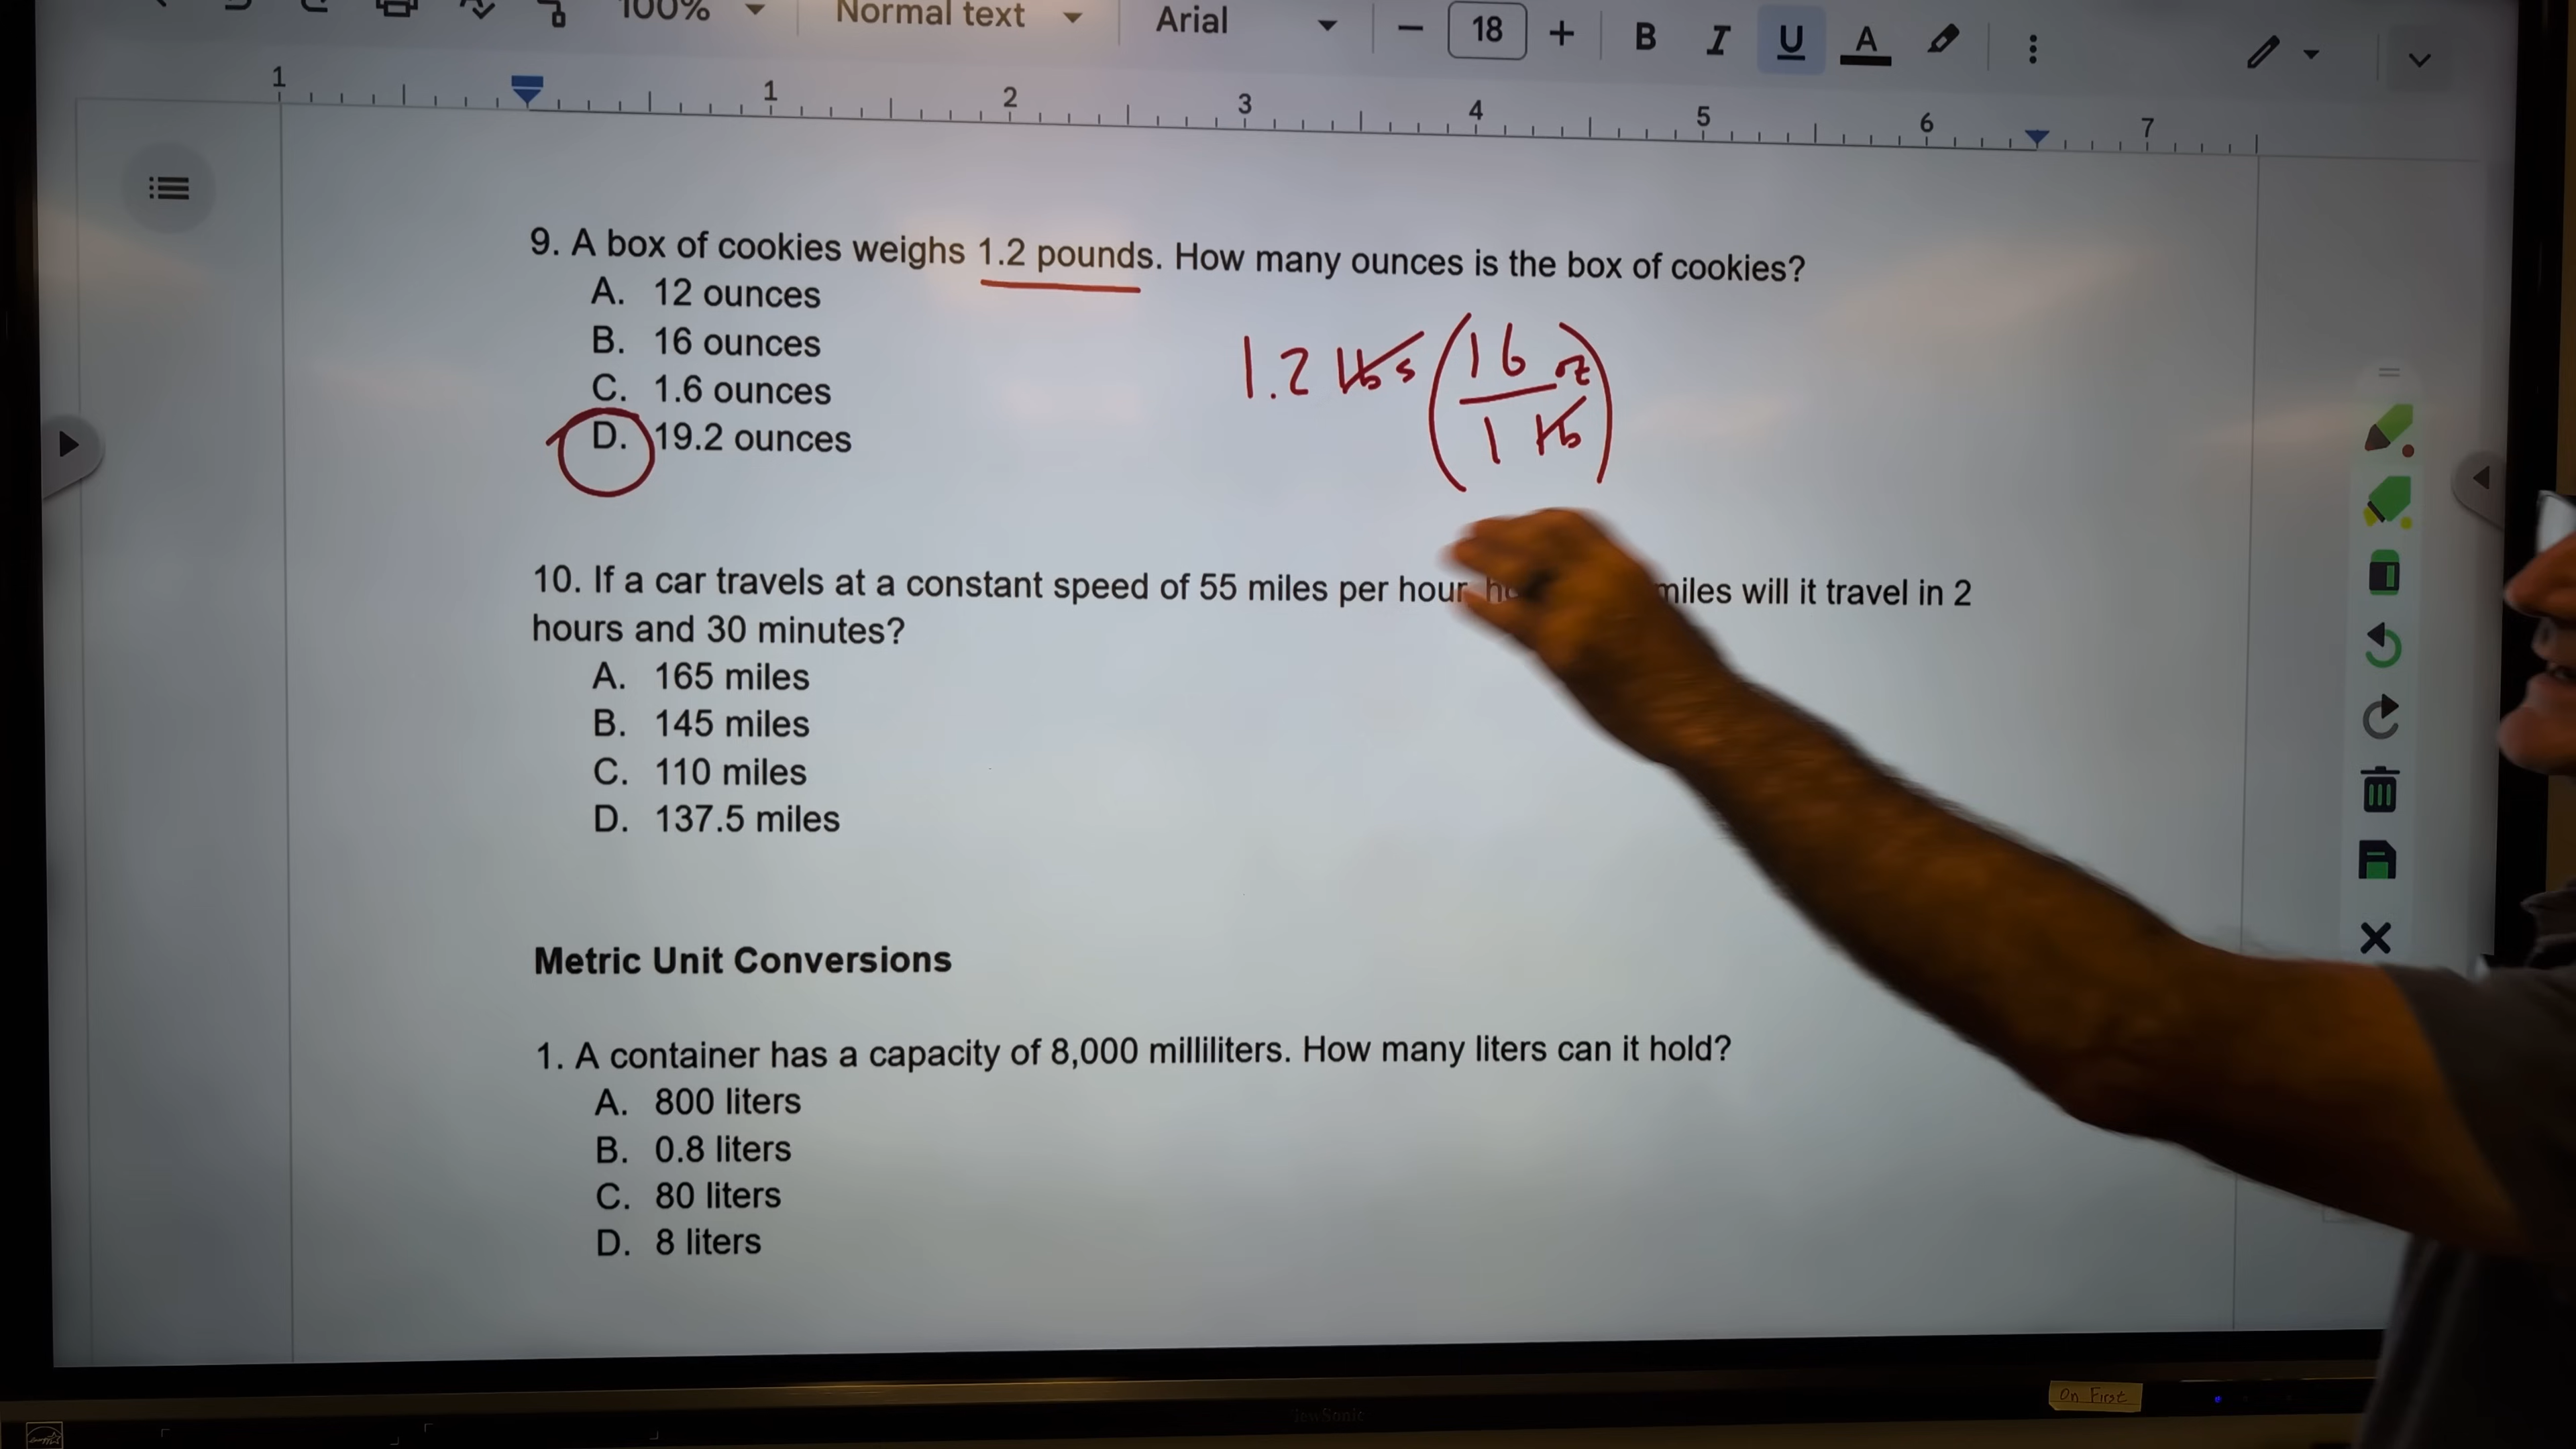 100% Normal text Arial 18 B I U A
1 1 2 3 4 5 6 7
9. A box of cookies weighs 1.2 pounds. How many ounces is the box of cookies?
A. 12 ounces
B. 16 ounces
C. 1.6 ounces
D. 19.2 ounces
1.2 lbs (16 oz
1 lb)
10. If a car travels at a constant speed of 55 miles per hour miles will it travel in 2
hours and 30 minutes?
A. 165 miles
B. 145 miles
C. 110 miles
D. 137.5 miles
Metric Unit Conversions
1. A container has a capacity of 8,000 milliliters. How many liters can it hold?
A. 800 liters
B. 0.8 liters
C. 80 liters
D. 8 liters
On First
ViewSonic